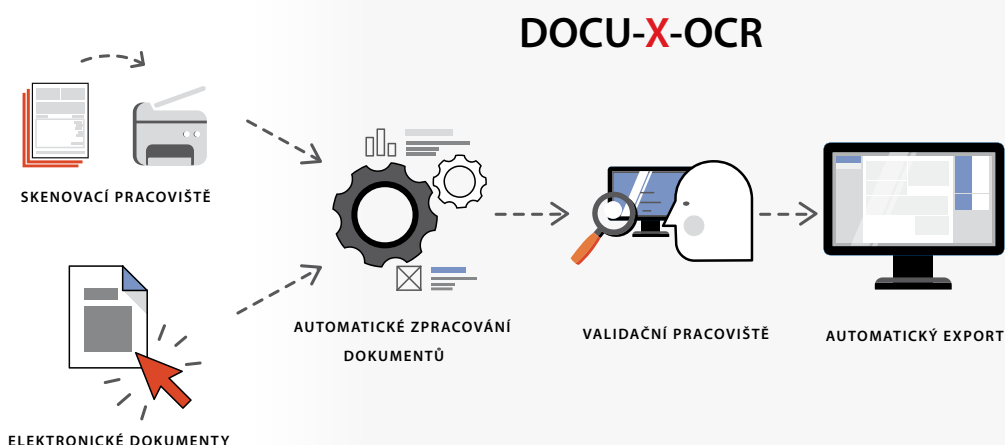 DOCU-X-OCR
SKENOVACÍ PRACOVIŠTĚ
AUTOMATICKÉ ZPRACOVÁNÍ
DOKUMENTŮ
VALIDAČNÍ PRACOVIŠTĚ
AUTOMATICKÝ EXPORT
ELEKTRONICKÉ DOKUMENTY